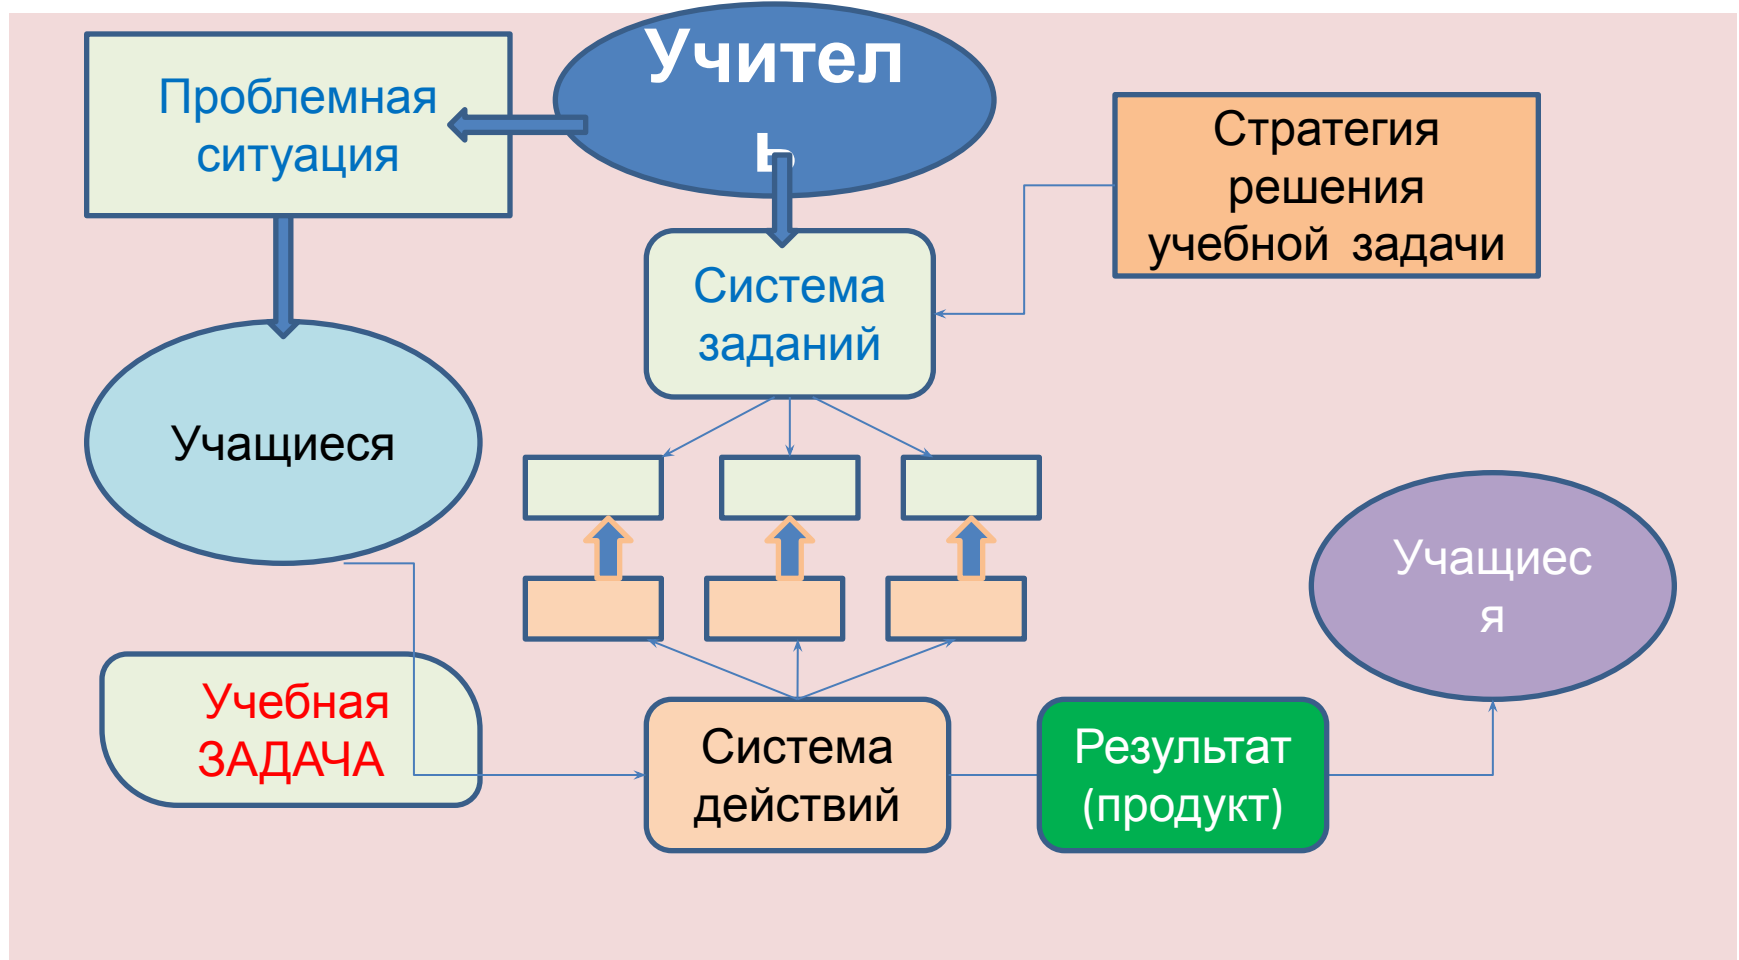 Учител
ь
Проблемная
ситуация
Стратегия
решения
учебной задачи
Система
заданий
Учащиеся
Учащиес
я
Учебная
ЗАДАЧА
Система
действий
Результат
(продукт)